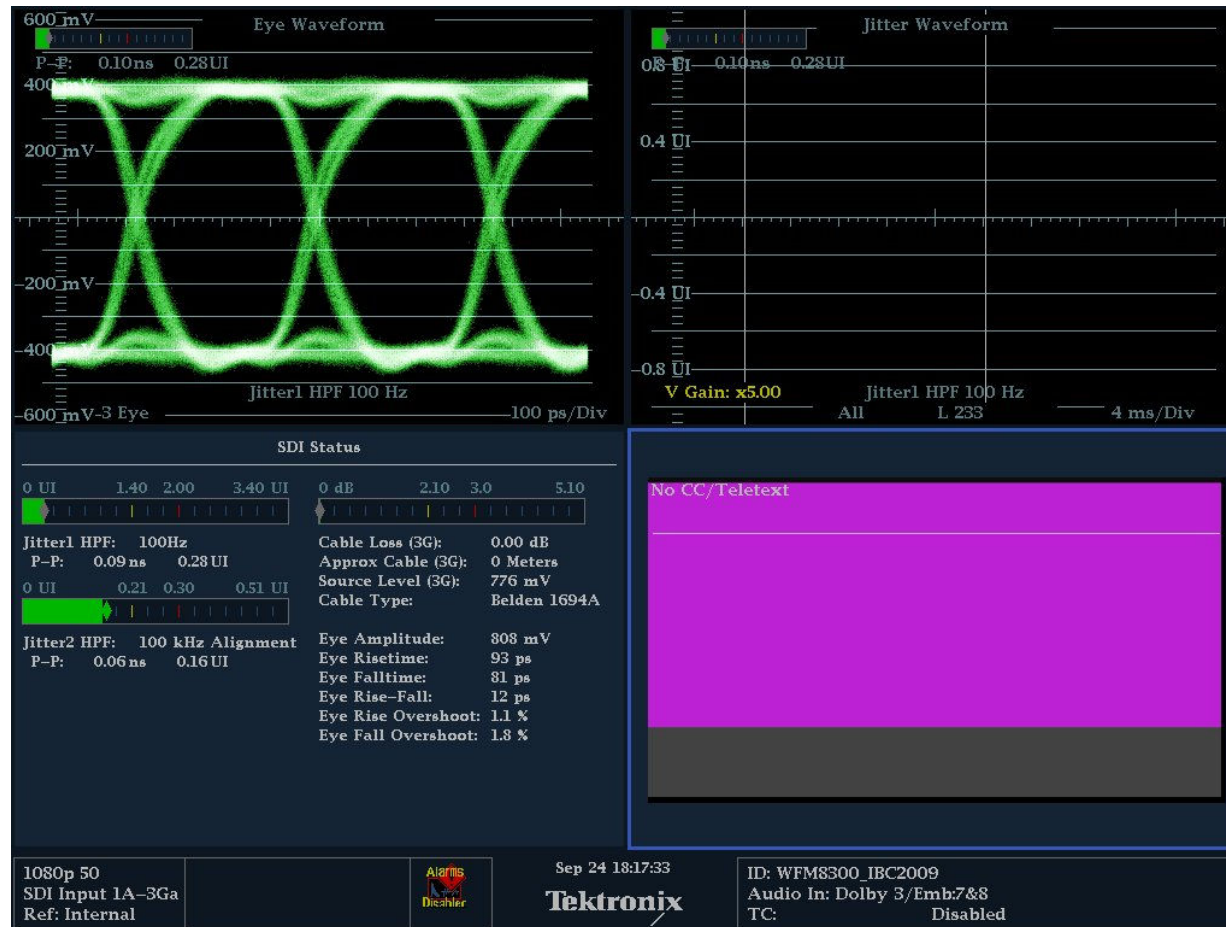 600 mV
Eye Waveform
P-P: 0.10ns 0.28UI
400 mV
200 mV
-200 mV
-400
Jitter1 HPF 100 Hz
-600 mV-3 Eye
100 ps/Div
Jitter Waveform
P-P: 0.10ns 0.28UI
0.8 UI
0.4 UI
-0.4 UI
-0.8 UI
V Gain: x5.00
Jitter1 HPF 100 Hz
All L 233 4 ms/Div
SDI Status
0 UI 1.40 2.00 3.40 UI
Jitter1 HPF: 100Hz
P-P: 0.09ns 0.28UI
0 UI 0.21 0.30 0.51 UI
Jitter2 HPF: 100 kHz Alignment
P-P: 0.06ns 0.16UI
0 dB 2.10 3.0 5.10
Cable Loss (3G): 0.00 dB
Approx Cable (3G): 0 Meters
Source Level (3G): 776 mV
Cable Type: Belden 1694A
Eye Amplitude: 808 mV
Eye Risetime: 93 ps
Eye Falltime: 81 ps
Eye Rise-Fall: 12 ps
Eye Rise Overshoot: 1.1 %
Eye Fall Overshoot: 1.8 %
No CC/Teletext
1080p 50
SDI Input 1A-3Ga
Ref: Internal
Alarms
Disabled
Sep 24 18:17:33
Tektronix
ID: WFM8300_IBC2009
Audio In: Dolby 3/Emb:7&8
TC: Disabled